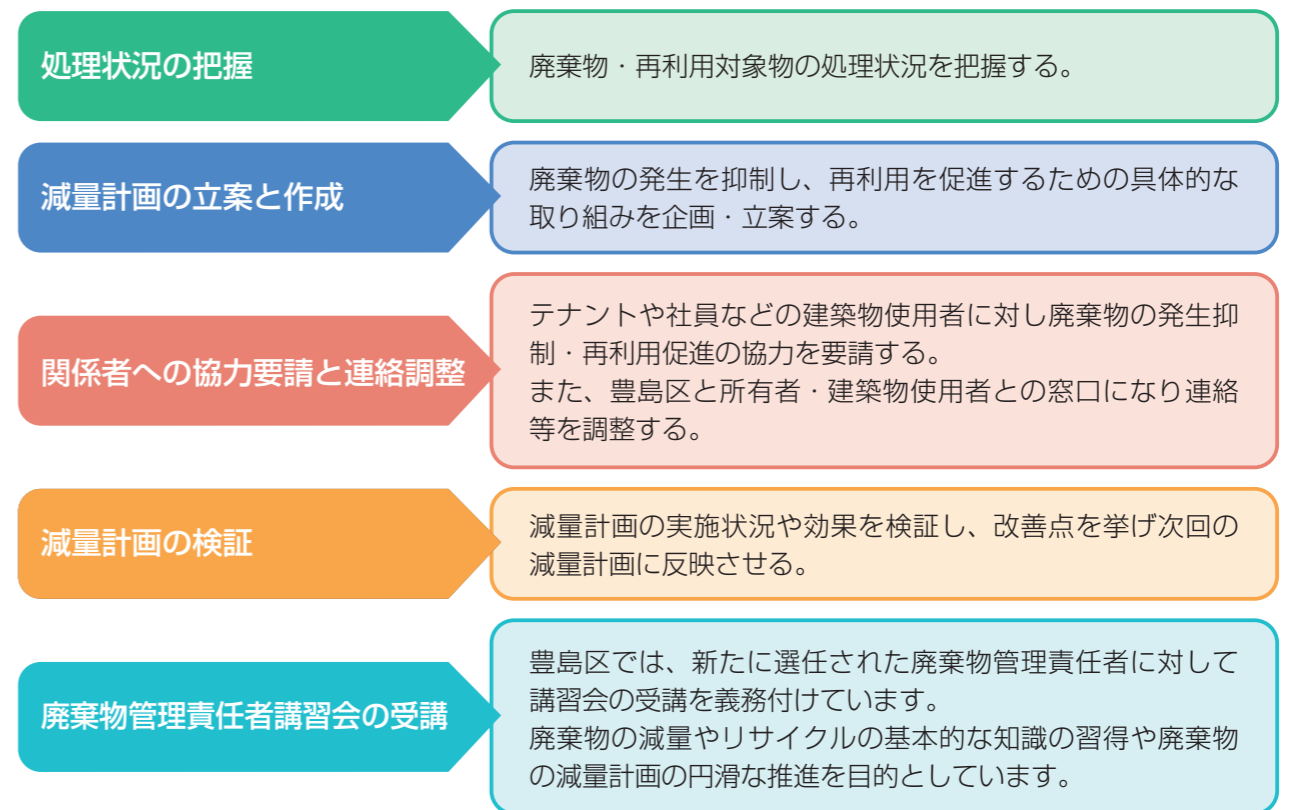 処理状況の把握
廃棄物・再利用対象物の処理状況を把握する。
減量計画の立案と作成
廃棄物の発生を抑制し、再利用を促進するための具体的な
取り組みを企画・立案する。
関係者への協力要請と連絡調整
テナントや社員などの建築物使用者に対し廃棄物の発生抑
制・再利用促進の協力を要請する。
また、豊島区と所有者・建築物使用者との窓口になり連絡
等を調整する。
減量計画の検証
減量計画の実施状況や効果を検証し、改善点を挙げ次回の
減量計画に反映させる。
廃棄物管理責任者講習会の受講
豊島区では、新たに選任された廃棄物管理責任者に対して
講習会の受講を義務付けています。
廃棄物の減量やリサイクルの基本的な知識の習得や廃棄物
の減量計画の円滑な推進を目的としています。